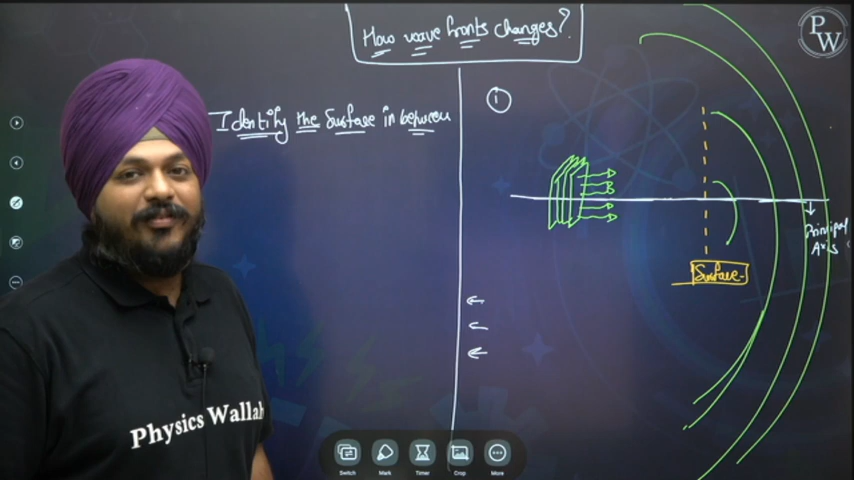 How wave fronts changes?
P
W
Identify the Surface in between
1
Principal
Axis
Surface
Physics Wallah
Switch
Mark
Timer
Crop
More